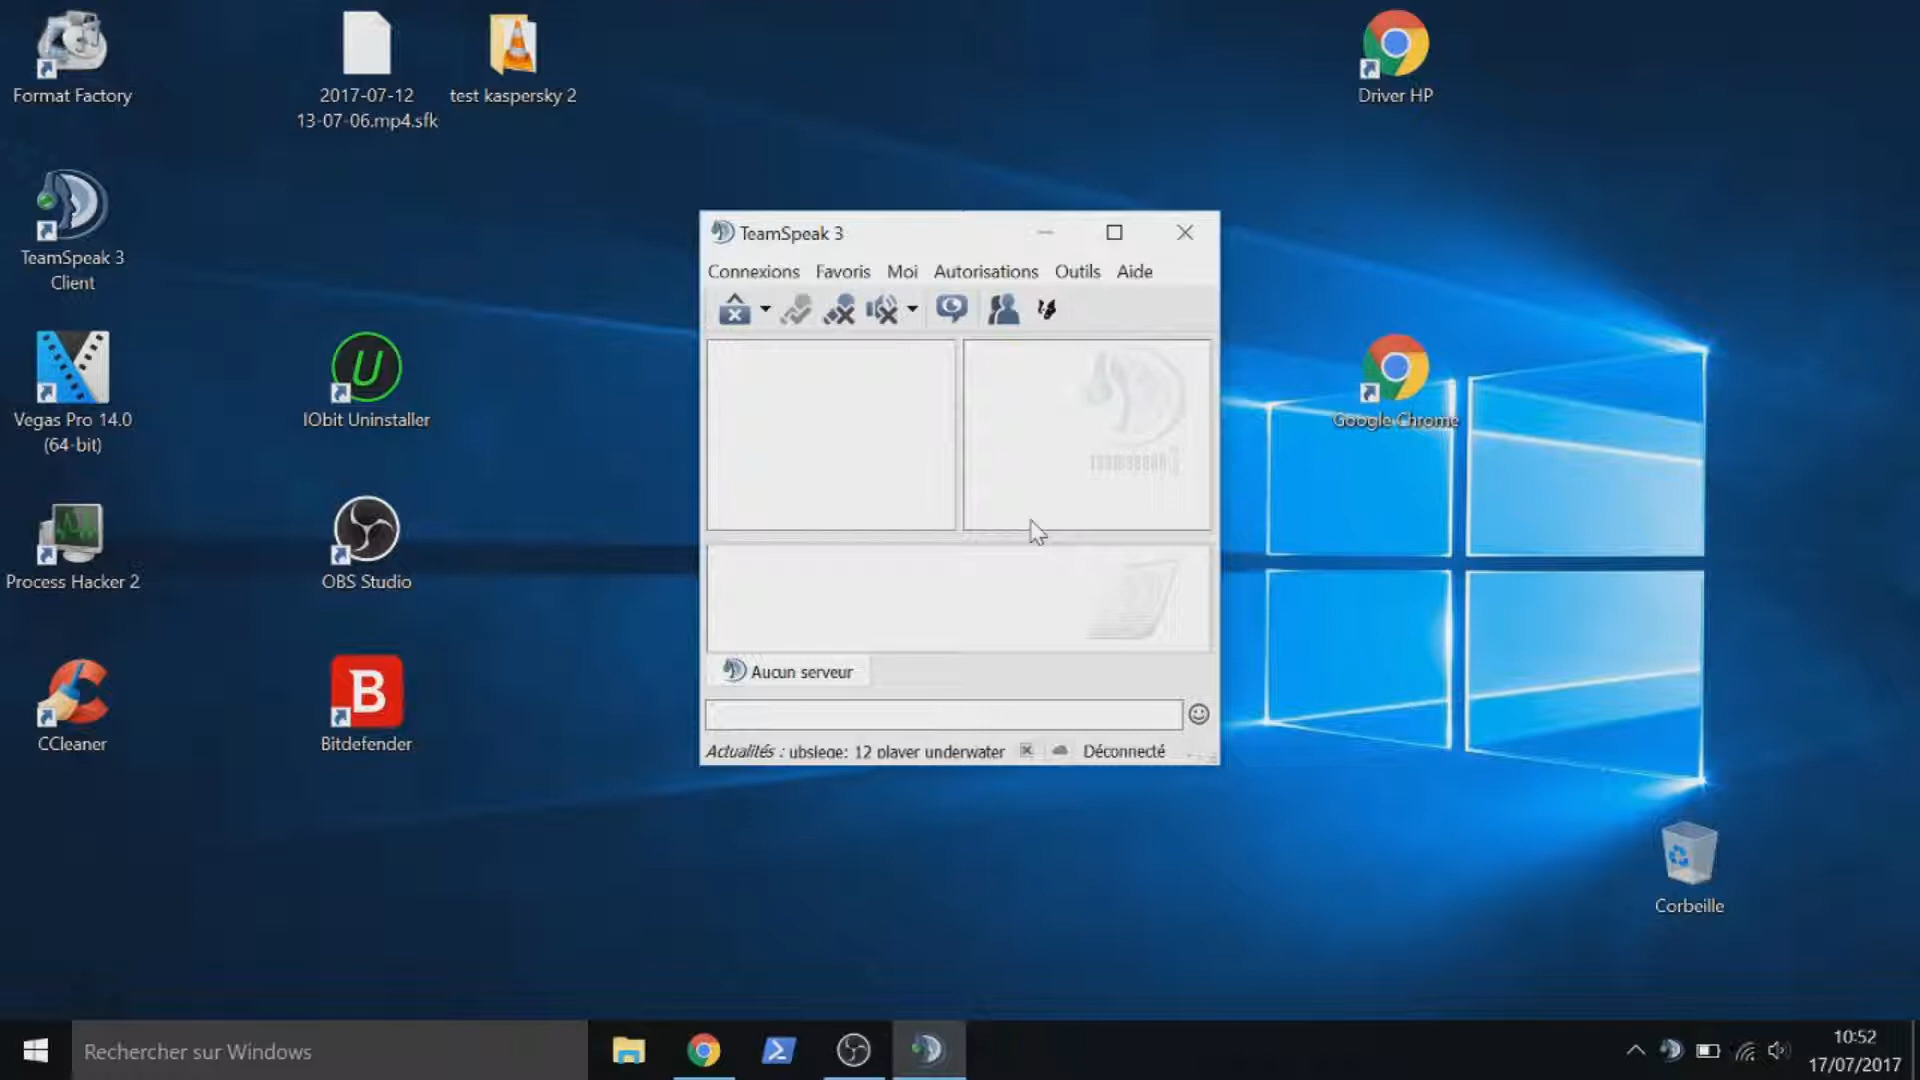 Format Factory
2017-07-12
13-07-06.mp4.sfk
test kaspersky 2
Driver HP
TeamSpeak 3
Client
Vegas Pro 14.0
(64-bit)
IObit Uninstaller
Process Hacker 2
OBS Studio
CCleaner
Bitdefender
TeamSpeak 3
Connexions Favoris Moi Autorisations Outils Aide
Aucun serveur
Actualités : ubslege: 12 player underwater Déconnecté
Google Chrome
Corbeille
Rechercher sur Windows
10:52
17/07/2017